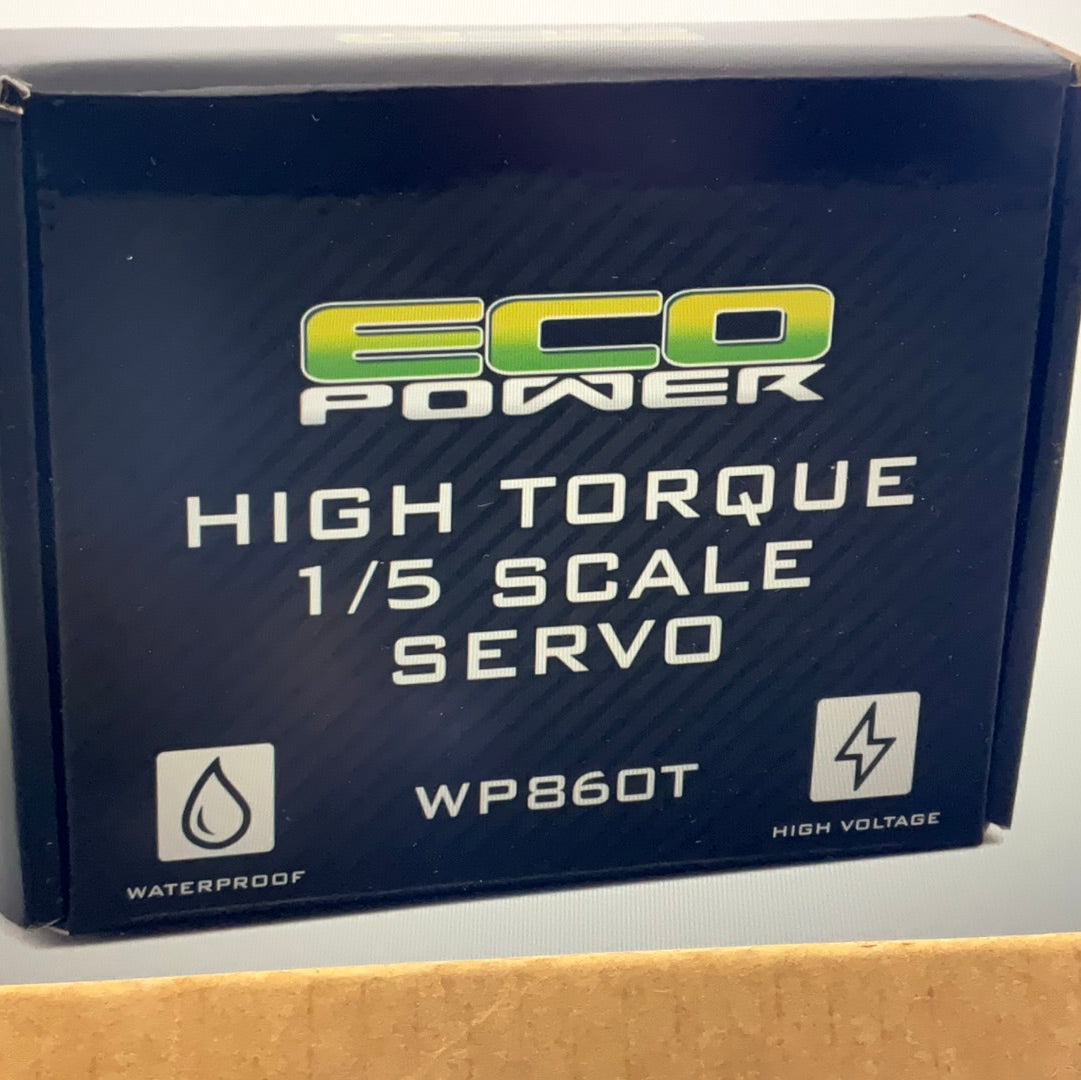 ECO
POWER
HIGH TORQUE
1/5 SCALE
SERVO
WP860T
WATERPROOF
HIGH VOLTAGE